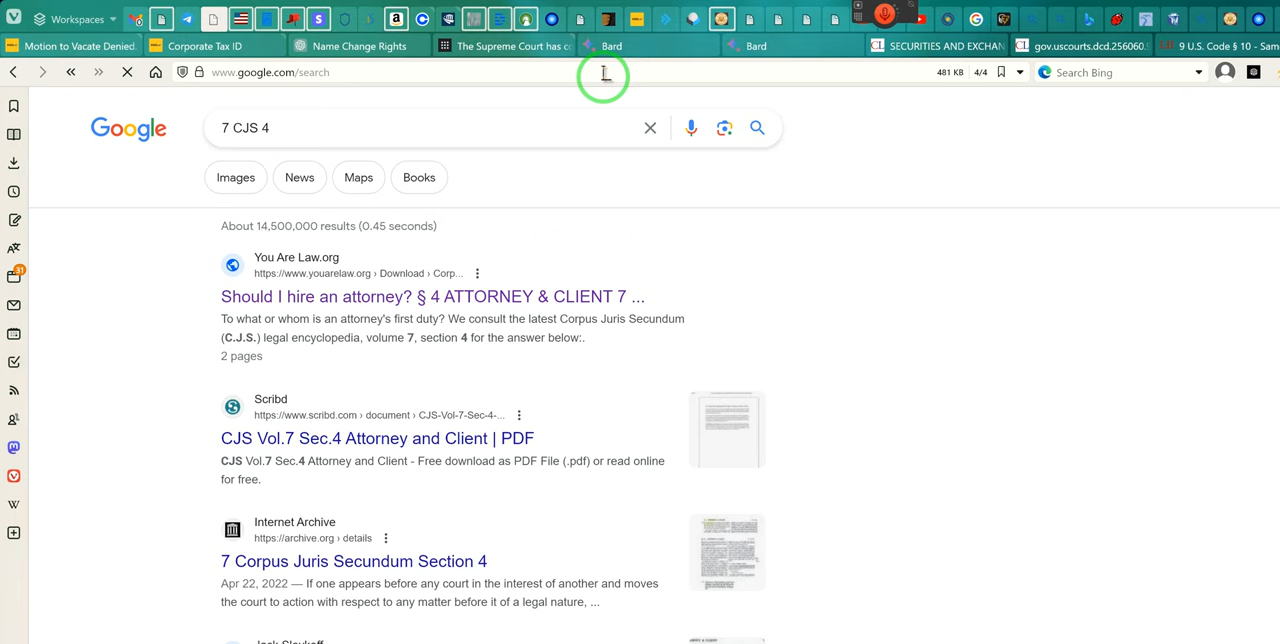 Workspaces
Motion to Vacate Denied.
Corporate Tax ID
Name Change Rights
The Supreme Court has co
Bard
Bard
SECURITIES AND EXCHAN
gov.uscourts.dcd.256060.
9 U.S. Code § 10 - Sam
www.google.com/search
481 KB
4/4
Search Bing
31
Google
7 CJS 4
Images
News
Maps
Books
About 14,500,000 results (0.45 seconds)
You Are Law.org
https://www.youarelaw.org › Download › Corp...
Should I hire an attorney? § 4 ATTORNEY & CLIENT 7 ...
To what or whom is an attorney's first duty? We consult the latest Corpus Juris Secundum
(C.J.S.) legal encyclopedia, volume 7, section 4 for the answer below:.
2 pages
Scribd
https://www.scribd.com › document › CJS-Vol-7-Sec-4-...
CJS Vol.7 Sec.4 Attorney and Client | PDF
CJS Vol.7 Sec.4 Attorney and Client - Free download as PDF File (.pdf) or read online
for free.
Internet Archive
https://archive.org › details
7 Corpus Juris Secundum Section 4
Apr 22, 2022 — If one appears before any court in the interest of another and moves
the court to action with respect to any matter before it of a legal nature, ...